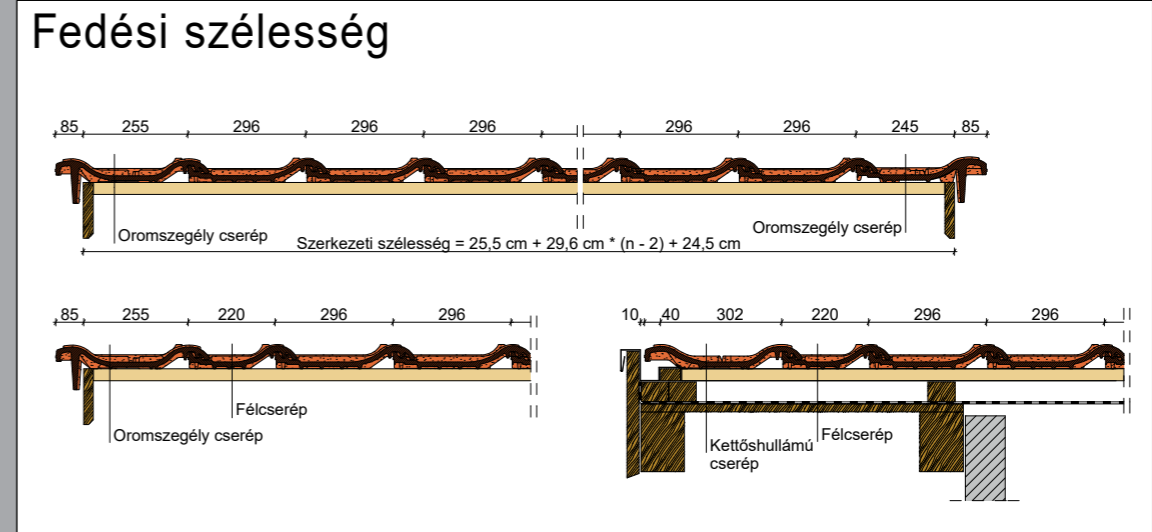 Fedési szélesség
85 255 296 296 296 296 296 245 85
Oromszegély cserép
Oromszegély cserép
Szerkezeti szélesség = 25,5 cm + 29,6 cm * (n - 2) + 24,5 cm
85 255 220 296 296
Félcserép
Oromszegély cserép
10 40 302 220 296 296
Félcserép
Kettőshullámú
cserép